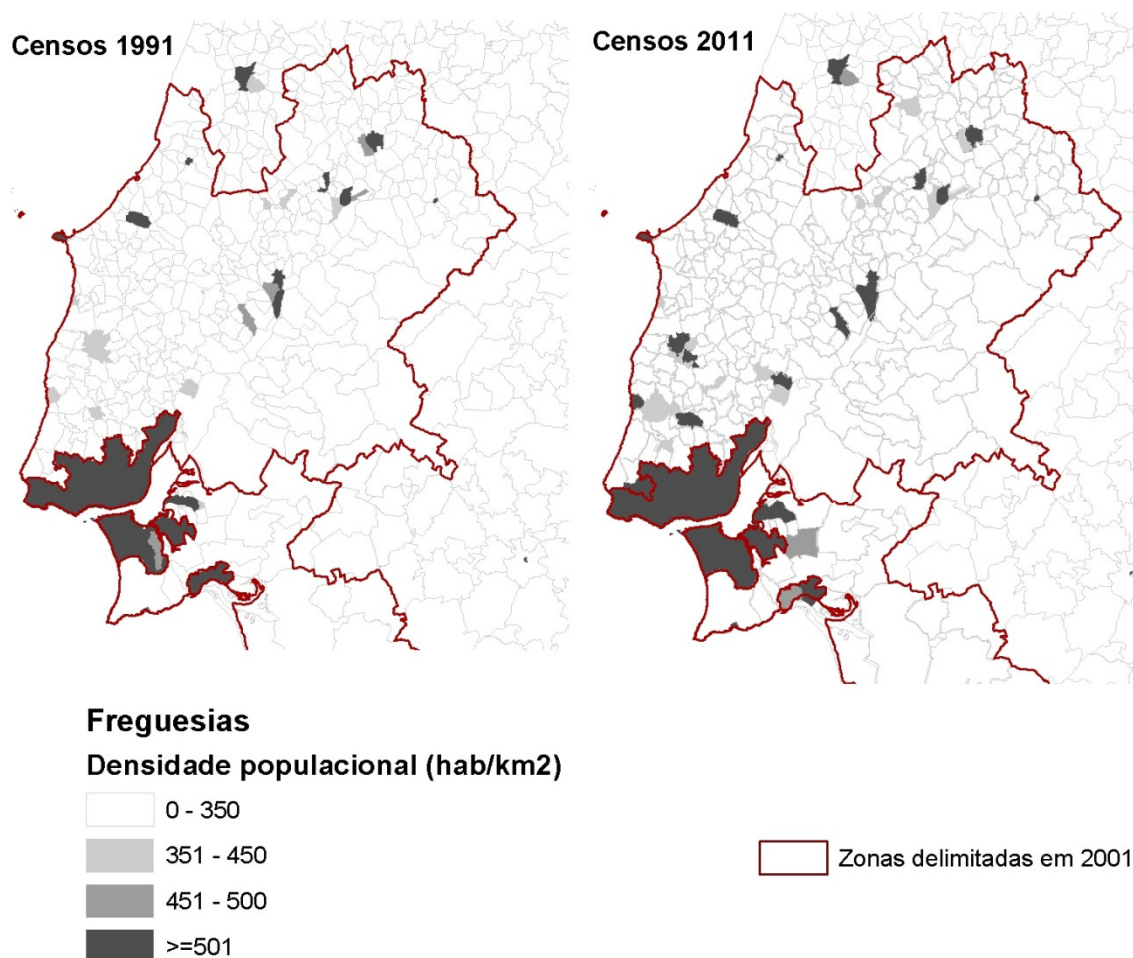 Censos 1991
Censos 2011
Freguesias
Densidade populacional (hab/km2)
0 - 350
351 - 450
451 - 500
>=501
Zonas delimitadas em 2001